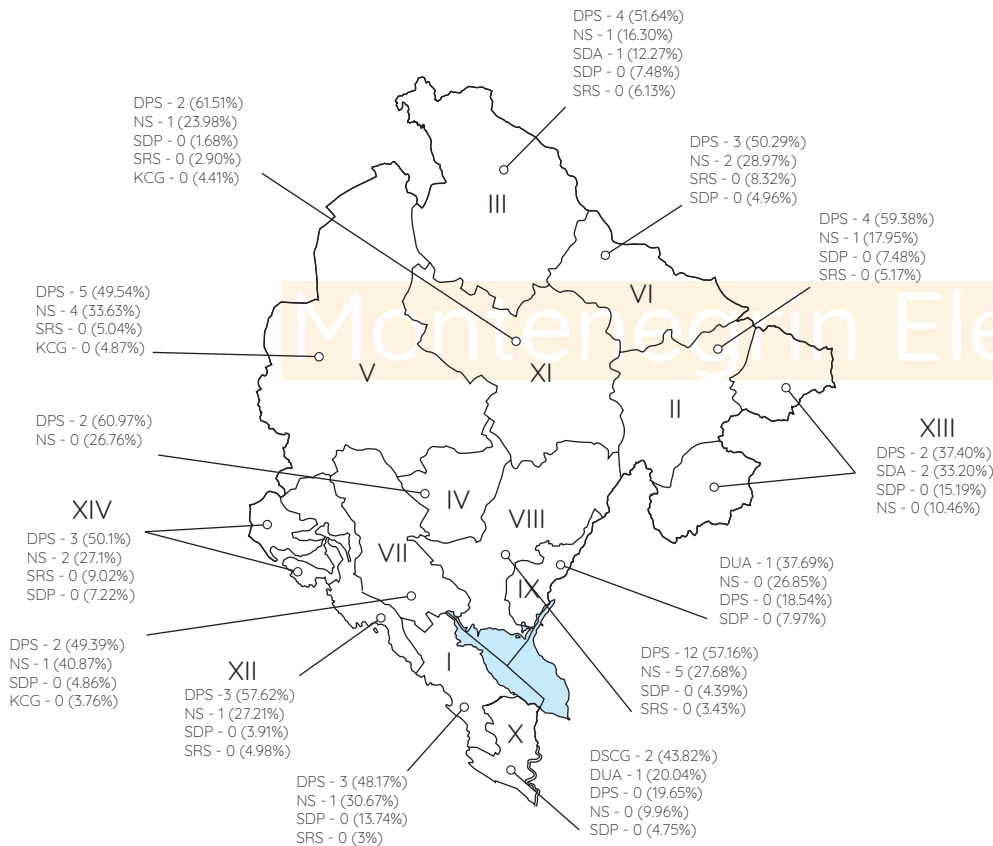 DPS - 4 (51.64%)
NS - 1 (16.30%)
SDA - 1 (12.27%)
SDP - 0 (7.48%)
SRS - 0 (6.13%)
DPS - 2 (61.51%)
NS - 1 (23.98%)
SDP - 0 (1.68%)
SRS - 0 (2.90%)
KCG - 0 (4.41%)
DPS - 3 (50.29%)
NS - 2 (28.97%)
SRS - 0 (8.32%)
SDP - 0 (4.96%)
III
DPS - 4 (59.38%)
NS - 1 (17.95%)
SDP - 0 (7.48%)
SRS - 0 (5.17%)
VI
Montenegrin Ele
DPS - 5 (49.54%)
NS - 4 (33.63%)
SRS - 0 (5.04%)
KCG - 0 (4.87%)
V
XI
II
DPS - 2 (60.97%)
NS - 0 (26.76%)
XIII
DPS - 2 (37.40%)
SDA - 2 (33.20%)
SDP - 0 (15.19%)
NS - 0 (10.46%)
IV
VIII
XIV
DPS - 3 (50.1%)
NS - 2 (27.1%)
SRS - 0 (9.02%)
SDP - 0 (7.22%)
VII
IX
DUA - 1 (37.69%)
NS - 0 (26.85%)
DPS - 0 (18.54%)
SDP - 0 (7.97%)
DPS - 2 (49.39%)
NS - 1 (40.87%)
SDP - 0 (4.86%)
KCG - 0 (3.76%)
XII
DPS -3 (57.62%)
NS - 1 (27.21%)
SDP - 0 (3.91%)
SRS - 0 (4.98%)
I
DPS - 12 (57.16%)
NS - 5 (27.68%)
SDP - 0 (4.39%)
SRS - 0 (3.43%)
X
DPS - 3 (48.17%)
NS - 1 (30.67%)
SDP - 0 (13.74%)
SRS - 0 (3%)
DSCG - 2 (43.82%)
DUA - 1 (20.04%)
DPS - 0 (19.65%)
NS - 0 (9.96%)
SDP - 0 (4.75%)